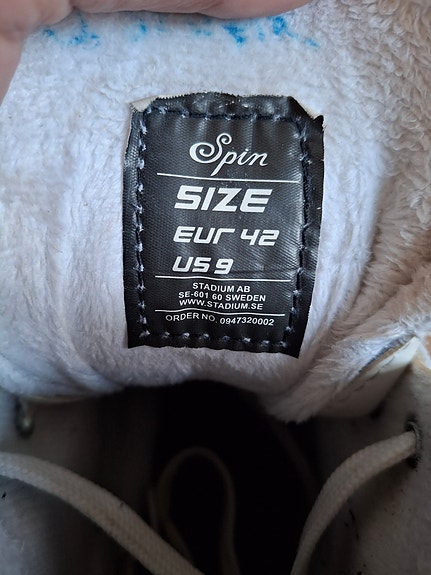 Spin
SIZE
EUr 42
US 9
STADIUM AB
SE-601 60 SWEDEN
WWW.STADIUM.SE
ORDER NO. 0947320002